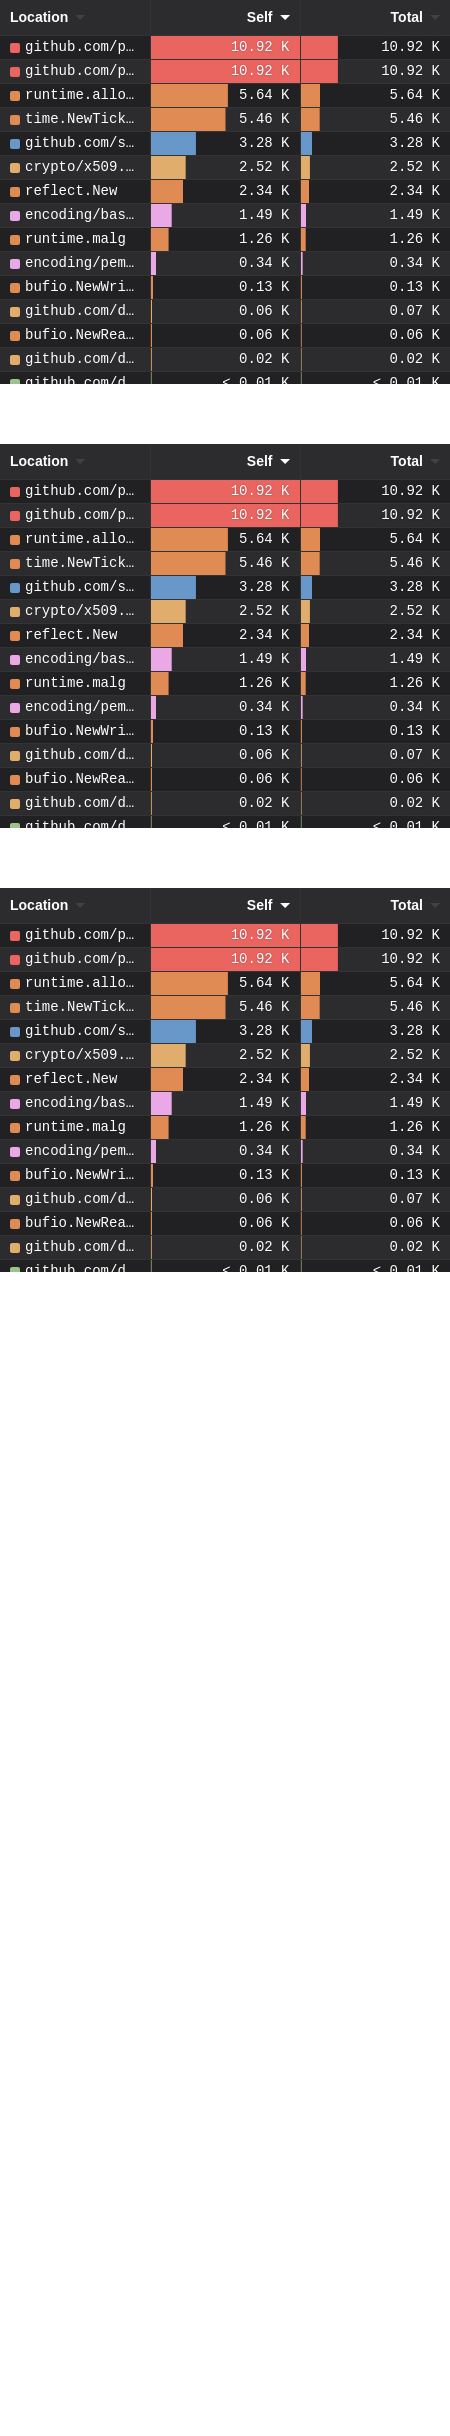 Location Self Total
github.com/p… 10.92 K 10.92 K
github.com/p… 10.92 K 10.92 K
runtime.allo… 5.64 K 5.64 K
time.NewTick… 5.46 K 5.46 K
github.com/s… 3.28 K 3.28 K
crypto/x509.… 2.52 K 2.52 K
reflect.New 2.34 K 2.34 K
encoding/bas… 1.49 K 1.49 K
runtime.malg 1.26 K 1.26 K
encoding/pem… 0.34 K 0.34 K
bufio.NewWri… 0.13 K 0.13 K
github.com/d… 0.06 K 0.07 K
bufio.NewRea… 0.06 K 0.06 K
github.com/d… 0.02 K 0.02 K
github.com/d… < 0.01 K < 0.01 K
Location Self Total
github.com/p… 10.92 K 10.92 K
github.com/p… 10.92 K 10.92 K
runtime.allo… 5.64 K 5.64 K
time.NewTick… 5.46 K 5.46 K
github.com/s… 3.28 K 3.28 K
crypto/x509.… 2.52 K 2.52 K
reflect.New 2.34 K 2.34 K
encoding/bas… 1.49 K 1.49 K
runtime.malg 1.26 K 1.26 K
encoding/pem… 0.34 K 0.34 K
bufio.NewWri… 0.13 K 0.13 K
github.com/d… 0.06 K 0.07 K
bufio.NewRea… 0.06 K 0.06 K
github.com/d… 0.02 K 0.02 K
github.com/d… < 0.01 K < 0.01 K
Location Self Total
github.com/p… 10.92 K 10.92 K
github.com/p… 10.92 K 10.92 K
runtime.allo… 5.64 K 5.64 K
time.NewTick… 5.46 K 5.46 K
github.com/s… 3.28 K 3.28 K
crypto/x509.… 2.52 K 2.52 K
reflect.New 2.34 K 2.34 K
encoding/bas… 1.49 K 1.49 K
runtime.malg 1.26 K 1.26 K
encoding/pem… 0.34 K 0.34 K
bufio.NewWri… 0.13 K 0.13 K
github.com/d… 0.06 K 0.07 K
bufio.NewRea… 0.06 K 0.06 K
github.com/d… 0.02 K 0.02 K
github.com/d… < 0.01 K < 0.01 K